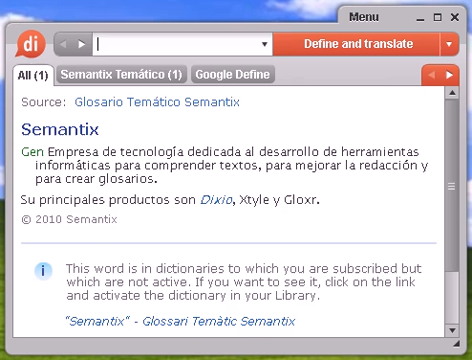 Menu
di
Define and translate
All (1)
Semantix Temático (1)
Google Define
Source: Glosario Temático Semantix
Semantix
Gen Empresa de tecnología dedicada al desarrollo de herramientas
informáticas para comprender textos, para mejorar la redacción y
para crear glosarios.
Su principales productos son Dixio, Xtyle y Gloxr.
© 2010 Semantix
i
This word is in dictionaries to which you are subscribed but
which are not active. If you want to see it, click on the link
and activate the dictionary in your Library.
"Semantix" - Glossari Temàtic Semantix